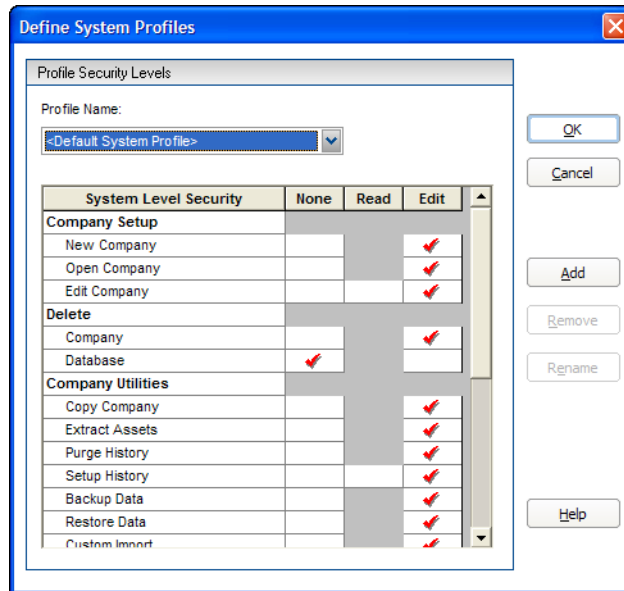 Define System Profiles
Profile Security Levels
Profile Name:
<Default System Profile>
OK
Cancel
System Level Security None Read Edit
Company Setup
New Company
Open Company
Edit Company
Add
Delete
Remove
Company
Database
Rename
Company Utilities
Copy Company
Extract Assets
Purge History
Setup History
Backup Data
Help
Restore Data
Custom Import